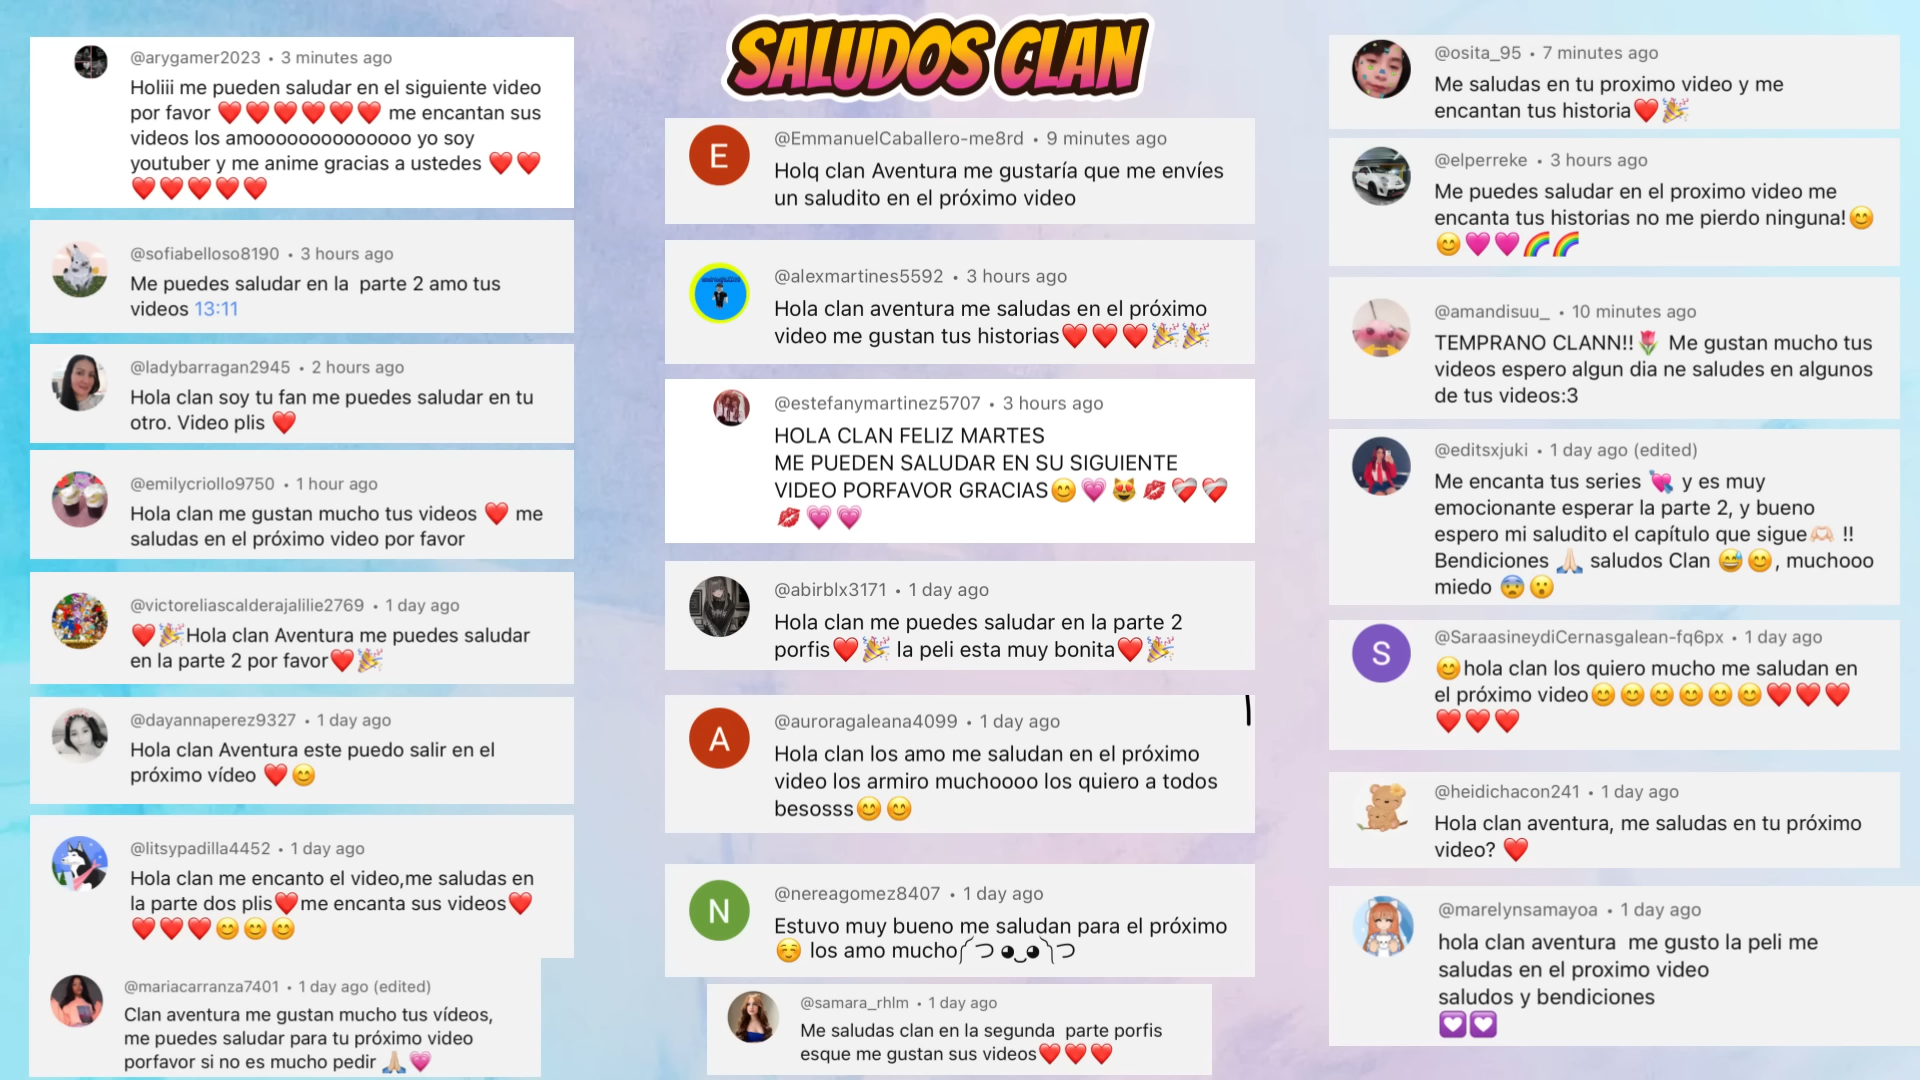 SALUDOS CLAN
@arygamer2023 • 3 minutes ago
Holiii me pueden saludar en el siguiente video
por favor ❤️❤️❤️❤️❤️❤️ me encantan sus
videos los amoooooooooooooo yo soy
youtuber y me anime gracias a ustedes ❤️❤️
❤️❤️❤️❤️❤️
@sofiabelloso8190 • 3 hours ago
Me puedes saludar en la  parte 2 amo tus
videos 13:11
@ladybarragan2945 • 2 hours ago
Hola clan soy tu fan me puedes saludar en tu
otro. Video plis ❤️
@emilycriollo9750 • 1 hour ago
Hola clan me gustan mucho tus videos ❤️ me
saludas en el próximo video por favor
@victoreliascalderajalilie2769 • 1 day ago
❤️🎉Hola clan Aventura me puedes saludar
en la parte 2 por favor❤️🎉
@dayannaperez9327 • 1 day ago
Hola clan Aventura este puedo salir en el
próximo vídeo ❤️😊
@litsypadilla4452 • 1 day ago
Hola clan me encanto el video,me saludas en
la parte dos plis❤️me encanta sus videos❤️
❤️❤️❤️😊😊😊
@mariacarranza7401 • 1 day ago (edited)
Clan aventura me gustan mucho tus vídeos,
me puedes saludar para tu próximo video
porfavor si no es mucho pedir 🙏🏼💗
@EmmanuelCaballero-me8rd • 9 minutes ago
E
Holq clan Aventura me gustaría que me envíes
un saludito en el próximo video
@alexmartines5592 • 3 hours ago
Hola clan aventura me saludas en el próximo
video me gustan tus historias❤️❤️❤️🎉🎉
@estefanymartinez5707 • 3 hours ago
HOLA CLAN FELIZ MARTES
ME PUEDEN SALUDAR EN SU SIGUIENTE
VIDEO PORFAVOR GRACIAS😊💗😻💋❤️‍🩹❤️‍🩹
💋💗💗
@abirblx3171 • 1 day ago
Hola clan me puedes saludar en la parte 2
porfis❤️🎉 la peli esta muy bonita❤️🎉
@auroragaleana4099 • 1 day ago
A
Hola clan los amo me saludan en el próximo
video los armiro muchoooo los quiero a todos
besosss😊😊
@nereagomez8407 • 1 day ago
N
Estuvo muy bueno me saludan para el próximo
☺️ los amo mucho༼つ ◕‿◕༽つ
@samara_rhlm • 1 day ago
Me saludas clan en la segunda  parte porfis
esque me gustan sus videos❤️❤️❤️
@osita_95 • 7 minutes ago
Me saludas en tu proximo video y me
encantan tus historia❤️🎉
@elperreke • 3 hours ago
Me puedes saludar en el proximo video me
encanta tus historias no me pierdo ninguna!😊
😊💗💗🌈🌈
@amandisuu_ • 10 minutes ago
TEMPRANO CLANN!!🌷 Me gustan mucho tus
videos espero algun dia ne saludes en algunos
de tus videos:3
@editsxjuki • 1 day ago (edited)
Me encanta tus series 💘 y es muy
emocionante esperar la parte 2, y bueno
espero mi saludito el capítulo que sigue🫶🏻 !!
Bendiciones 🙏🏻 saludos Clan 😅😊, muchooo
miedo 😨😮
@SaraasineydiCernasgalean-fq6px • 1 day ago
S
😊hola clan los quiero mucho me saludan en
el próximo video😊😊😊😊😊😊❤️❤️❤️
❤️❤️❤️
@heidichacon241 • 1 day ago
Hola clan aventura, me saludas en tu próximo
video? ❤️
@marelynsamayoa • 1 day ago
hola clan aventura  me gusto la peli me
saludas en el proximo video
saludos y bendiciones
💟💟